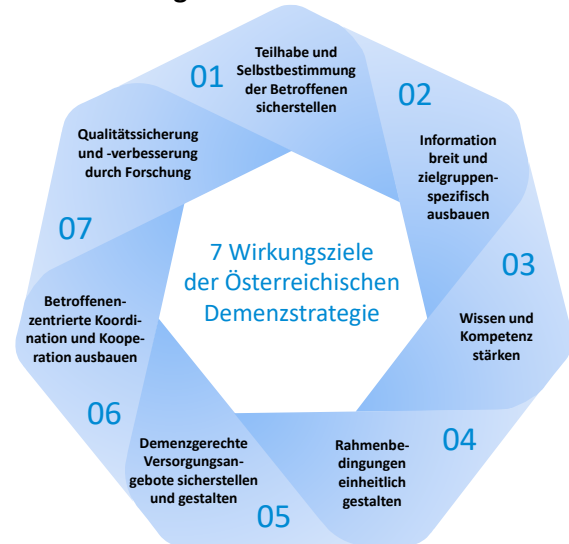 01
Teilhabe und
Selbstbestimmung
der Betroffenen
sicherstellen
02
Information
breit und
zielgruppen-
spezifisch
ausbauen
03
Wissen und
Kompetenz
stärken
04
Rahmenbe-
dingungen
einheitlich
gestalten
05
Demenzgerechte
Versorgungsan-
gebote sicherstellen
und gestalten
06
Betroffenen-
zentrierte Koordi-
nation und Koope-
ration ausbauen
07
Qualitätssicherung
und -verbesserung
durch Forschung
7 Wirkungsziele
der Österreichischen
Demenzstrategie